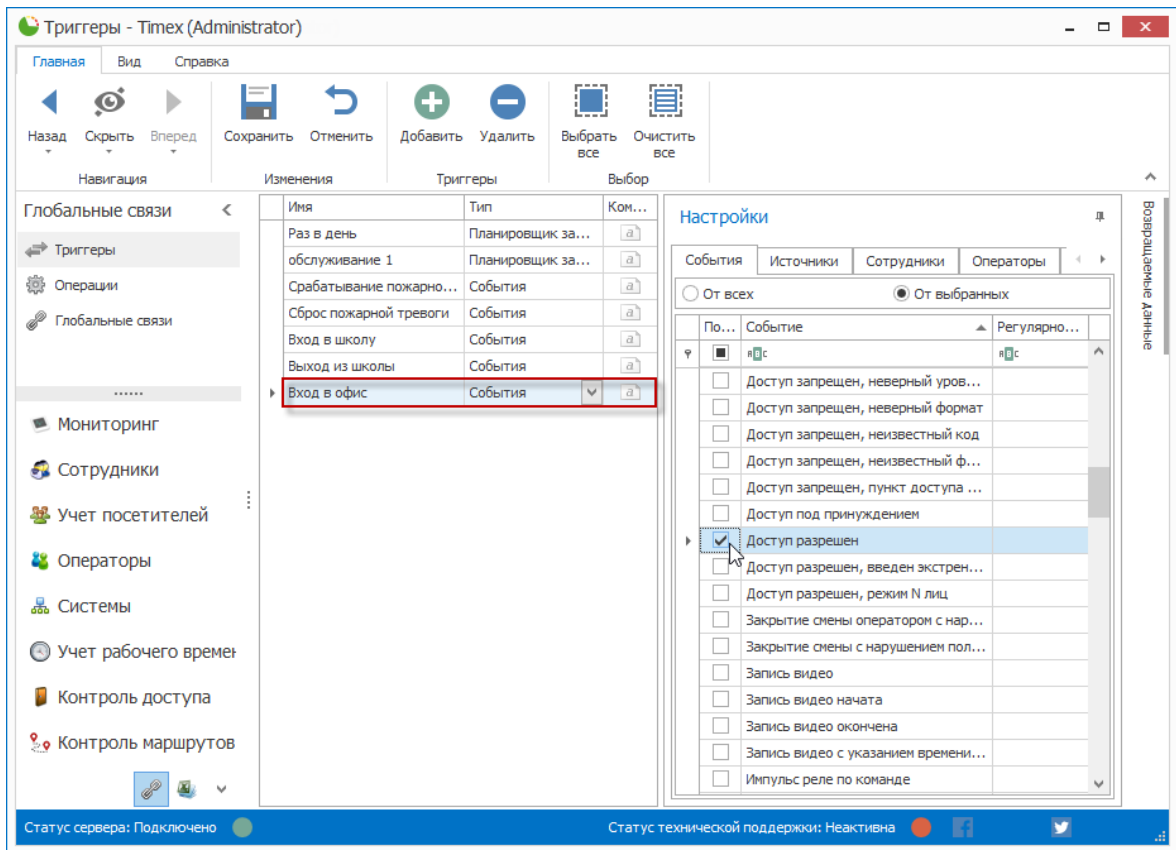 Триггеры - Timex (Administrator)
Главная Вид Справка
Назад Скрыть Вперед Сохранить Отменить Добавить Удалить Выбрать все Очистить все
Навигация Изменения Триггеры Выбор
Глобальные связи
Триггеры
Операции
Глобальные связи
Мониторинг
Сотрудники
Учет посетителей
Операторы
Системы
Учет рабочего времен
Контроль доступа
Контроль маршрутов
Имя Тип Ком...
Раз в день Планировщик за... a
обслуживание 1 Планировщик за... a
Срабатывание пожарно... События a
Сброс пожарной тревоги События a
Вход в школу События a
Выход из школы События a
Вход в офис События a
Настройки
События Источники Сотрудники Операторы
От всех От выбранных
По... Событие Регулярно...
ABC ABC
Доступ запрещен, неверный уров...
Доступ запрещен, неверный формат
Доступ запрещен, неизвестный код
Доступ запрещен, неизвестный ф...
Доступ запрещен, пункт доступа ...
Доступ под принуждением
Доступ разрешен
Доступ разрешен, введен экстрен...
Доступ разрешен, режим N лиц
Закрытие смены оператором с нар...
Закрытие смены с нарушением пол...
Запись видео
Запись видео начата
Запись видео окончена
Запись видео с указанием времени...
Импульс реле по команде
Возвращаемые данные
Статус сервера: Подключено Статус технической поддержки: Неактивна